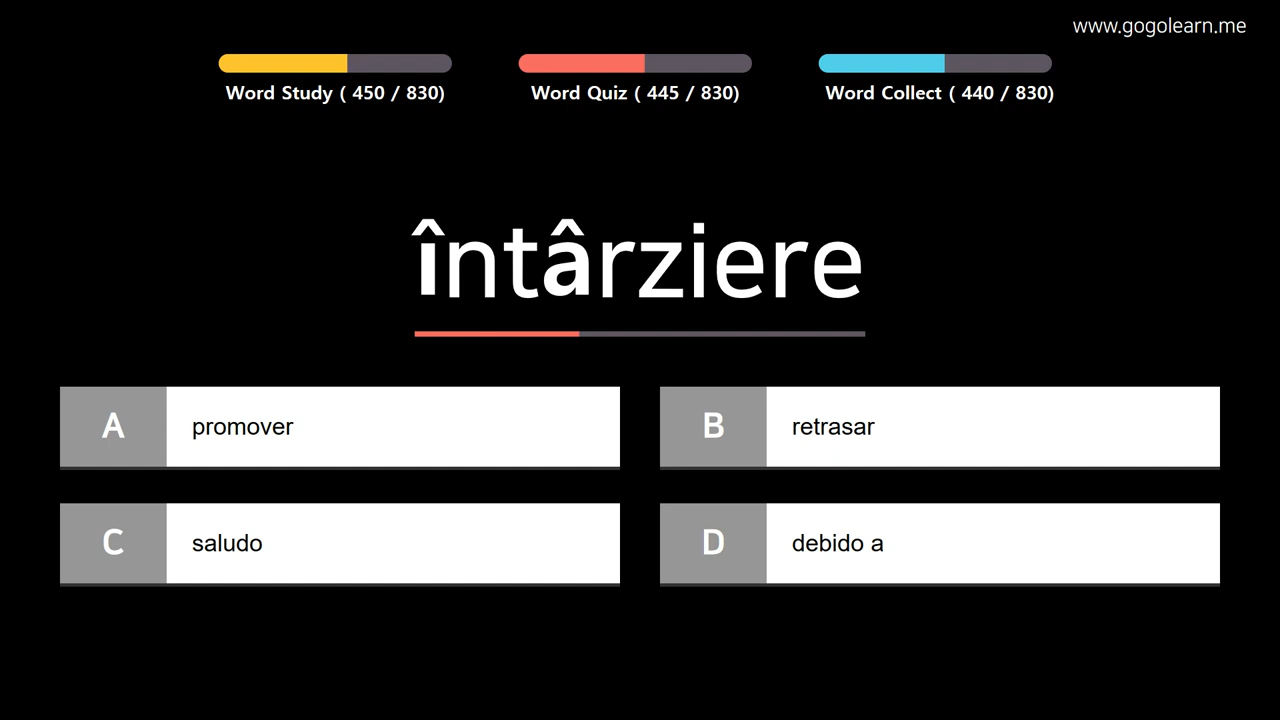 www.gogolearn.me
Word Study ( 450 / 830)
Word Quiz ( 445 / 830)
Word Collect ( 440 / 830)
întârziere
A promover
B retrasar
C saludo
D debido a